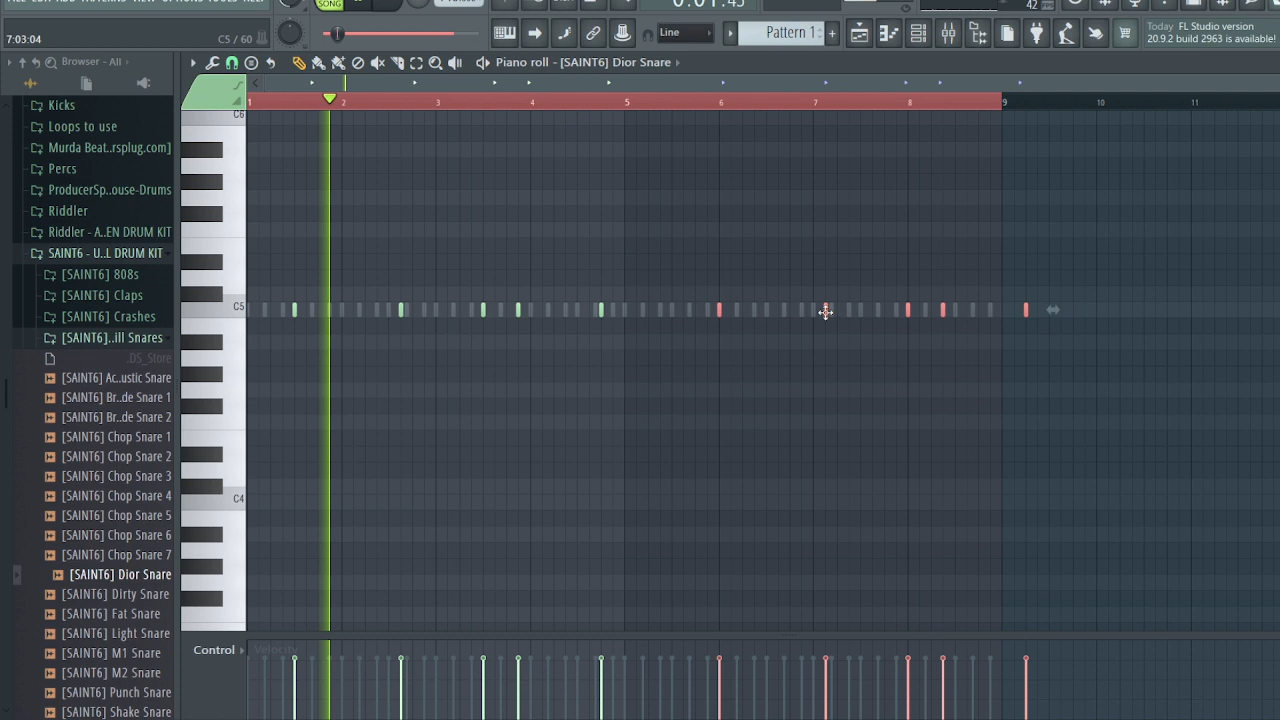 SONG
0:01:45
42
7:03:04
C5 / 60
Line
Pattern 1
Today FL Studio version
20.9.2 build 2963 is available!
Browser - All
Piano roll - [SAINT6] Dior Snare
1 2 3 4 5 6 7 8 9 10 11
Kicks
Loops to use
Murda Beat..rsplug.com]
Percs
ProducerSp..ouse-Drums
Riddler
Riddler - A..EN DRUM KIT
SAINT6 - U..L DRUM KIT
[SAINT6] 808s
[SAINT6] Claps
[SAINT6] Crashes
[SAINT6]..ill Snares
.DS_Store
[SAINT6] Ac..ustic Snare
[SAINT6] Br..de Snare 1
[SAINT6] Br..de Snare 2
[SAINT6] Chop Snare 1
[SAINT6] Chop Snare 2
[SAINT6] Chop Snare 3
[SAINT6] Chop Snare 4
[SAINT6] Chop Snare 5
[SAINT6] Chop Snare 6
[SAINT6] Chop Snare 7
[SAINT6] Dior Snare
[SAINT6] Dirty Snare
[SAINT6] Fat Snare
[SAINT6] Light Snare
[SAINT6] M1 Snare
[SAINT6] M2 Snare
[SAINT6] Punch Snare
[SAINT6] Shake Snare
C6
C5
C4
Control
Velocity